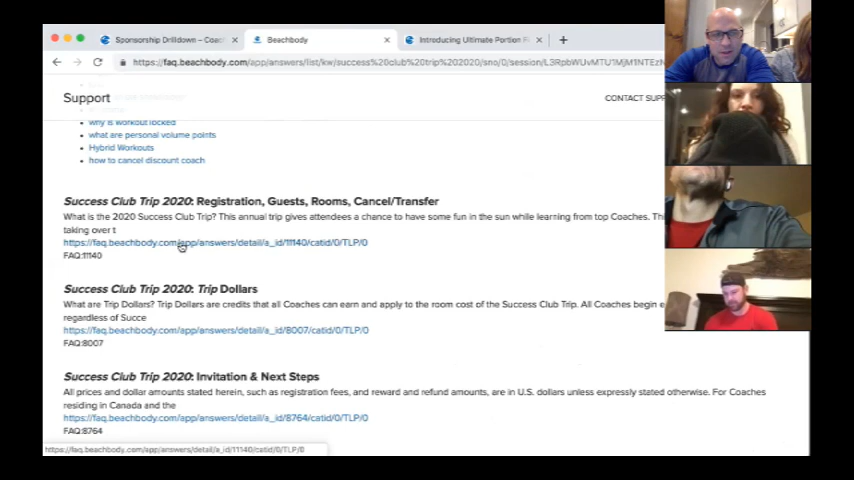 Sponsorship Drilldown – Coac
Beachbody
Introducing Ultimate Portion F
https://faq.beachbody.com/app/answers/list/kw/success%20club%20trip%202020/sno/0/session/
Support
CONTACT SUPP
why is workout locked
what are personal volume points
Hybrid Workouts
how to cancel discount coach
Success Club Trip 2020: Registration, Guests, Rooms, Cancel/Transfer
What is the 2020 Success Club Trip? This annual trip gives attendees a chance to have some fun in the sun while learning from top Coaches. Thi
taking over t
https://faq.beachbody.com/app/answers/detail/a_id/11140/catid/0/TLP/0
FAQ:11140
Success Club Trip 2020: Trip Dollars
What are Trip Dollars? Trip Dollars are credits that all Coaches can earn and apply to the room cost of the Success Club Trip. All Coaches begin e
regardless of Succe
https://faq.beachbody.com/app/answers/detail/a_id/8007/catid/0/TLP/0
FAQ:8007
Success Club Trip 2020: Invitation & Next Steps
All prices and dollar amounts stated herein, such as registration fees, and reward and refund amounts, are in U.S. dollars unless expressly stated otherwise. For Coaches
residing in Canada and the
https://faq.beachbody.com/app/answers/detail/a_id/8764/catid/0/TLP/0
FAQ:8764
https://faq.beachbody.com/app/answers/detail/a_id/11140/catid/0/TLP/0